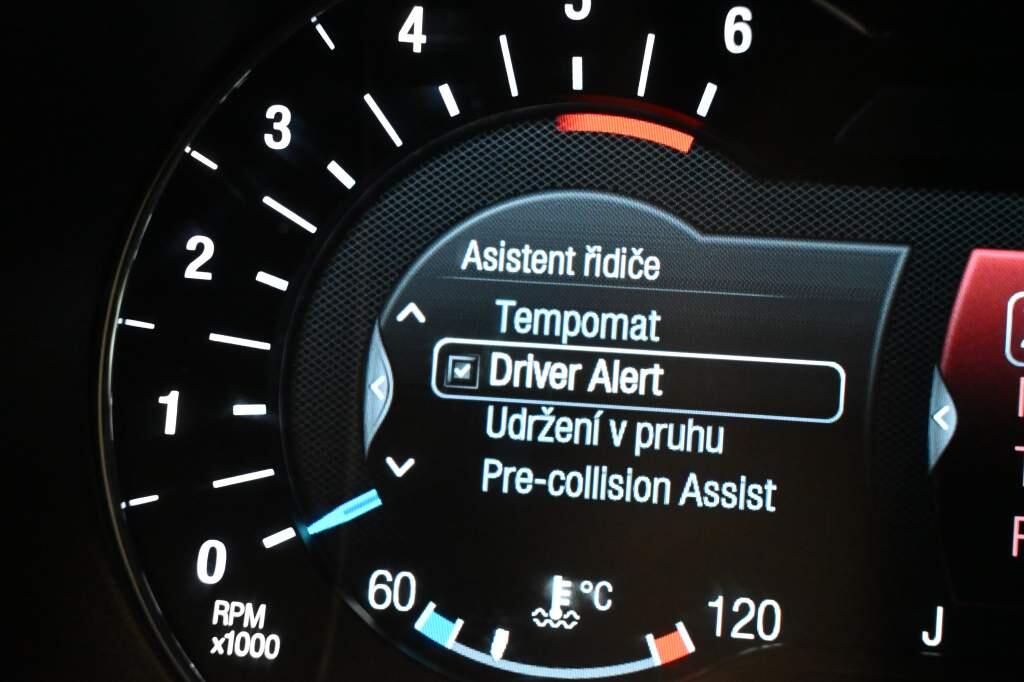 4
5
6
3
2
1
0
RPM
x1000
Asistent řidiče
Tempomat
Driver Alert
Udržení v pruhu
Pre-collision Assist
60
°C
120
J